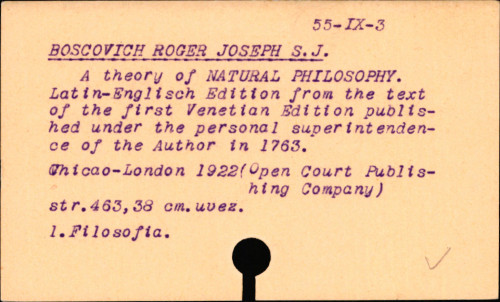 55-IX-3
BOSCOVICH ROGER JOSEPH S.J.
A theory of NATURAL PHILOSOPHY.
Latin-Englisch Edition from the text
of the first Venetian Edition publis-
hed under the personal superintenden-
ce of the Author in 1763.
Chicao-London 1922(Open Court Publis-
hing Company)
str.463,38 cm.uvez.
1.Filosofia.